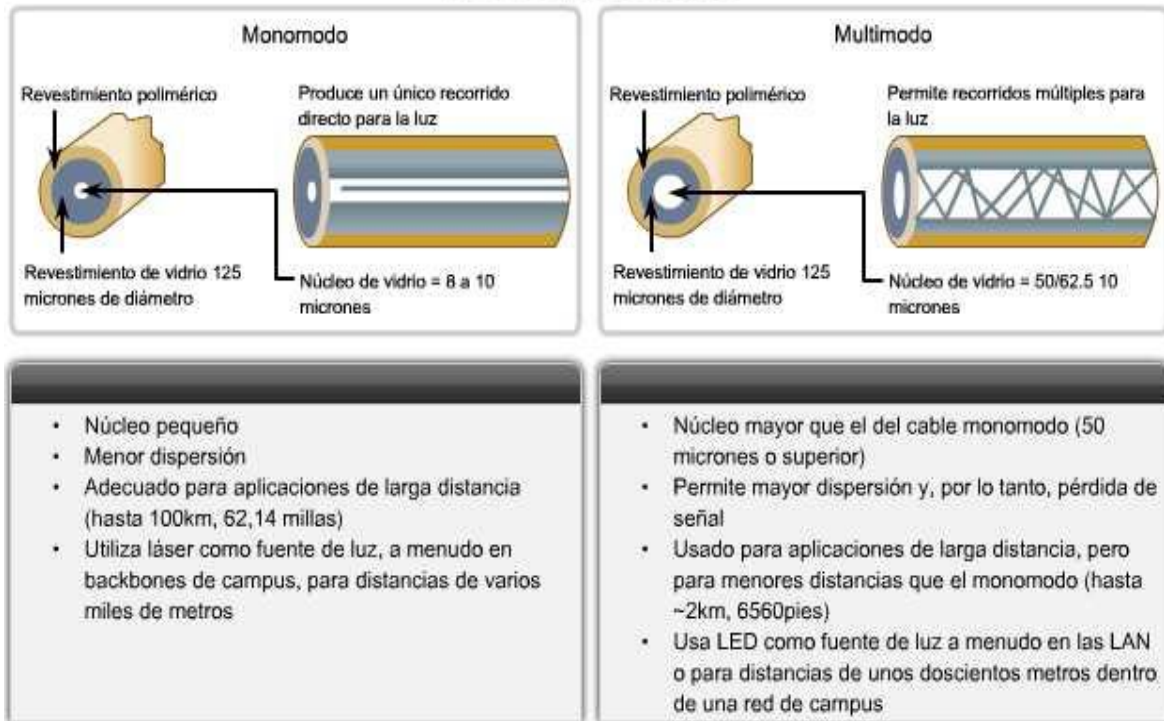 Monomodo
Revestimiento polimérico
Produce un único recorrido
directo para la luz
Revestimiento de vidrio 125
micrones de diámetro
Núcleo de vidrio = 8 a 10
micrones
Multimodo
Revestimiento polimérico
Permite recorridos múltiples para
la luz
Revestimiento de vidrio 125
micrones de diámetro
Núcleo de vidrio = 50/62.5 10
micrones
• Núcleo pequeño
• Menor dispersión
• Adecuado para aplicaciones de larga distancia
(hasta 100km, 62,14 millas)
• Utiliza láser como fuente de luz, a menudo en
backbones de campus, para distancias de varios
miles de metros
• Núcleo mayor que el del cable monomodo (50
micrones o superior)
• Permite mayor dispersión y, por lo tanto, pérdida de
señal
• Usado para aplicaciones de larga distancia, pero
para menores distancias que el monomodo (hasta
~2km, 6560pies)
• Usa LED como fuente de luz a menudo en las LAN
o para distancias de unos doscientos metros dentro
de una red de campus